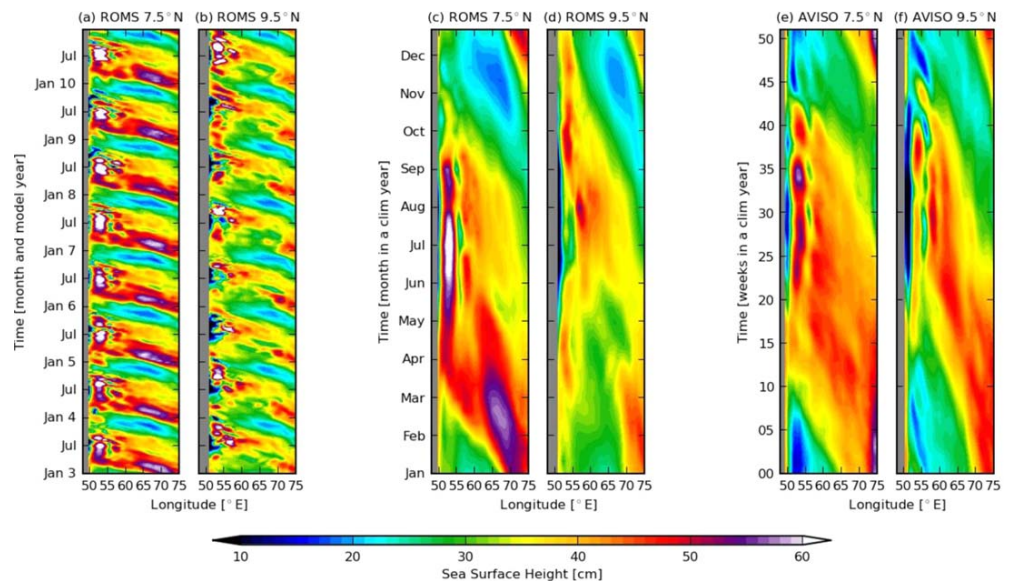 (a) ROMS 7.5°N (b) ROMS 9.5°N
Time [month and model year]
Jul
Jan 10
Jul
Jan 9
Jul
Jan 8
Jul
Jan 7
Jul
Jan 6
Jul
Jan 5
Jul
Jan 4
Jul
Jan 3
50 55 60 65 70 75 50 55 60 65 70 75
Longitude [°E]
(c) ROMS 7.5°N (d) ROMS 9.5°N
Time [month in a clim year]
Dec
Nov
Oct
Sep
Aug
Jul
Jun
May
Apr
Mar
Feb
Jan
50 55 60 65 70 75 50 55 60 65 70 75
Longitude [°E]
(e) AVISO 7.5°N (f) AVISO 9.5°N
Time [weeks in a clim year]
50
45
40
35
30
25
20
15
10
05
00
50 55 60 65 70 75 50 55 60 65 70 75
Longitude [°E]
10 20 30 40 50 60
Sea Surface Height [cm]